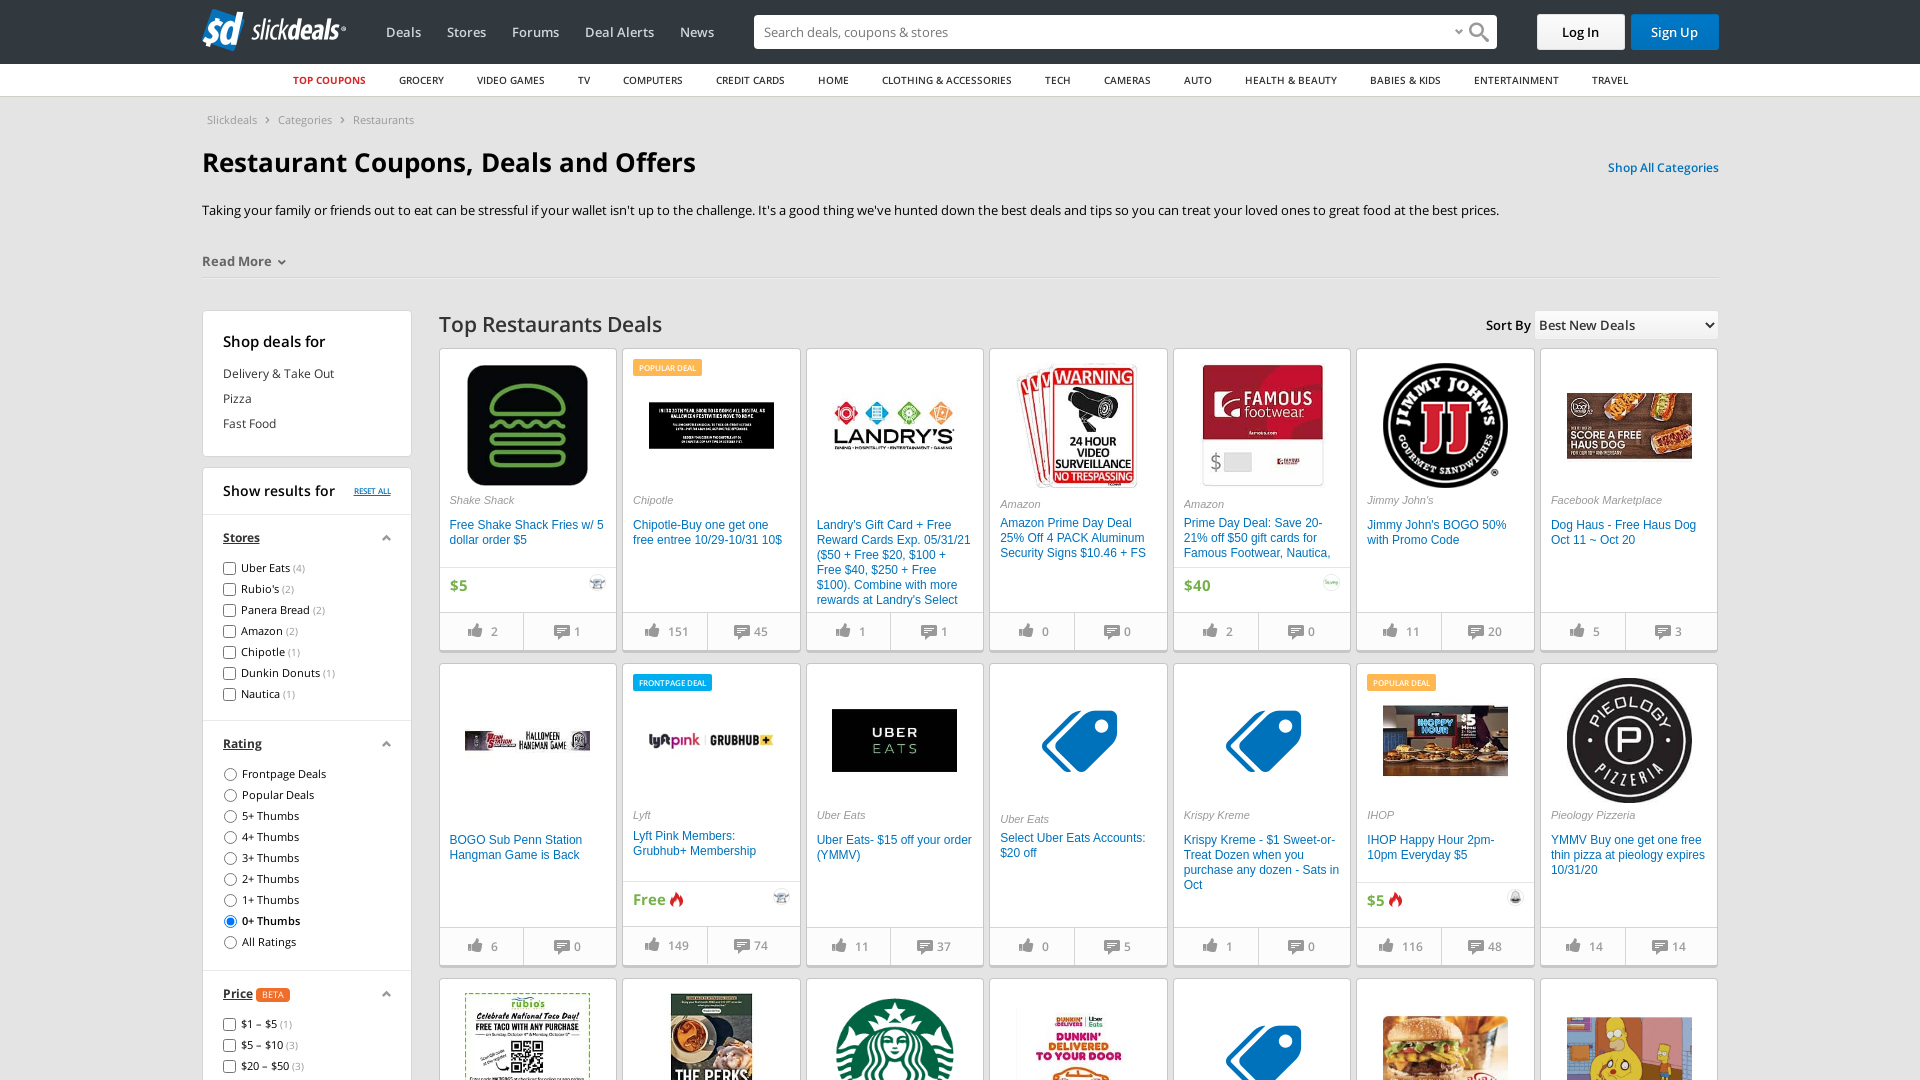 slickdeals
Deals
Stores
Forums
Deal Alerts
News
Search deals, coupons & stores
Log In
Sign Up
TOP COUPONS
GROCERY
VIDEO GAMES
TV
COMPUTERS
CREDIT CARDS
HOME
CLOTHING & ACCESSORIES
TECH
CAMERAS
AUTO
HEALTH & BEAUTY
BABIES & KIDS
ENTERTAINMENT
TRAVEL
Slickdeals
Categories
Restaurants
Restaurant Coupons, Deals and Offers
Shop All Categories
Taking your family or friends out to eat can be stressful if your wallet isn't up to the challenge. It's a good thing we've hunted down the best deals and tips so you can treat your loved ones to great food at the best prices.
Read More
Shop deals for
Delivery & Take Out
Pizza
Fast Food
Show results for
RESET ALL
Stores
Uber Eats (4)
Rubio's (2)
Panera Bread (2)
Amazon (2)
Chipotle (1)
Dunkin Donuts (1)
Nautica (1)
Rating
Frontpage Deals
Popular Deals
5+ Thumbs
4+ Thumbs
3+ Thumbs
2+ Thumbs
1+ Thumbs
0+ Thumbs
All Ratings
Price BETA
$1 – $5 (1)
$5 – $10 (3)
$20 – $50 (3)
Top Restaurants Deals
Sort By
Best New Deals
Shake Shack
Free Shake Shack Fries w/ 5
dollar order $5
$5
2
1
POPULAR DEAL
Chipotle
Chipotle-Buy one get one
free entree 10/29-10/31 10$
151
45
LANDRY'S
DINING • HOSPITALITY • ENTERTAINMENT • GAMING
Landry's Gift Card + Free
Reward Cards Exp. 05/31/21
($50 + Free $20, $100 +
Free $40, $250 + Free
$100). Combine with more
rewards at Landry's Select
1
1
WARNING
24 HOUR
VIDEO
SURVEILLANCE
NO TRESPASSING
Amazon
Amazon Prime Day Deal
25% Off 4 PACK Aluminum
Security Signs $10.46 + FS
0
0
FAMOUS
footwear
famous.com
$
Amazon
Prime Day Deal: Save 20-
21% off $50 gift cards for
Famous Footwear, Nautica,
$40
2
0
JIMMY JOHN'S
JJ
GOURMET SANDWICHES
Jimmy John's
Jimmy John's BOGO 50%
with Promo Code
11
20
SCORE A FREE
HAUS DOG
Facebook Marketplace
Dog Haus - Free Haus Dog
Oct 11 ~ Oct 20
5
3
HALLOWEEN
HANGMAN GAME
BOGO Sub Penn Station
Hangman Game is Back
6
0
FRONTPAGE DEAL
lyft PINK | GRUBHUB+
Lyft
Lyft Pink Members:
Grubhub+ Membership
Free
149
74
UBER
EATS
Uber Eats
Uber Eats- $15 off your order
(YMMV)
11
37
Uber Eats
Select Uber Eats Accounts:
$20 off
0
5
Krispy Kreme
Krispy Kreme - $1 Sweet-or-
Treat Dozen when you
purchase any dozen - Sats in
Oct
1
0
POPULAR DEAL
HAPPY
HOUR
$5
IHOP
IHOP Happy Hour 2pm-
10pm Everyday $5
$5
116
48
PIEOLOGY
P
PIZZERIA
Pieology Pizzeria
YMMV Buy one get one free
thin pizza at pieology expires
10/31/20
14
14
rubio's
Celebrate National Taco Day!
FREE TACO WITH ANY PURCHASE
THE PERKS
DUNKIN'
DELIVERS
Uber
Eats
DUNKIN'
DELIVERED
TO YOUR DOOR